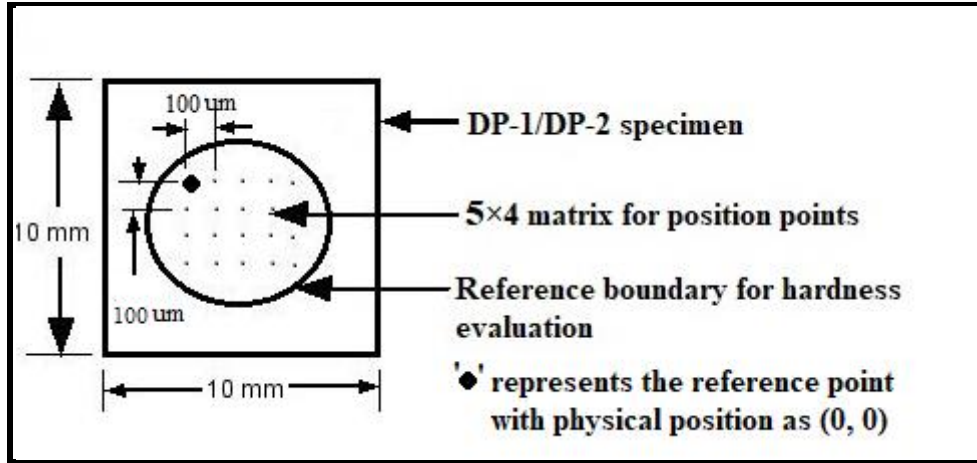 100 um
DP-1/DP-2 specimen
5×4 matrix for position points
10 mm
Reference boundary for hardness
evaluation
100 um
10 mm
'●' represents the reference point
with physical position as (0, 0)